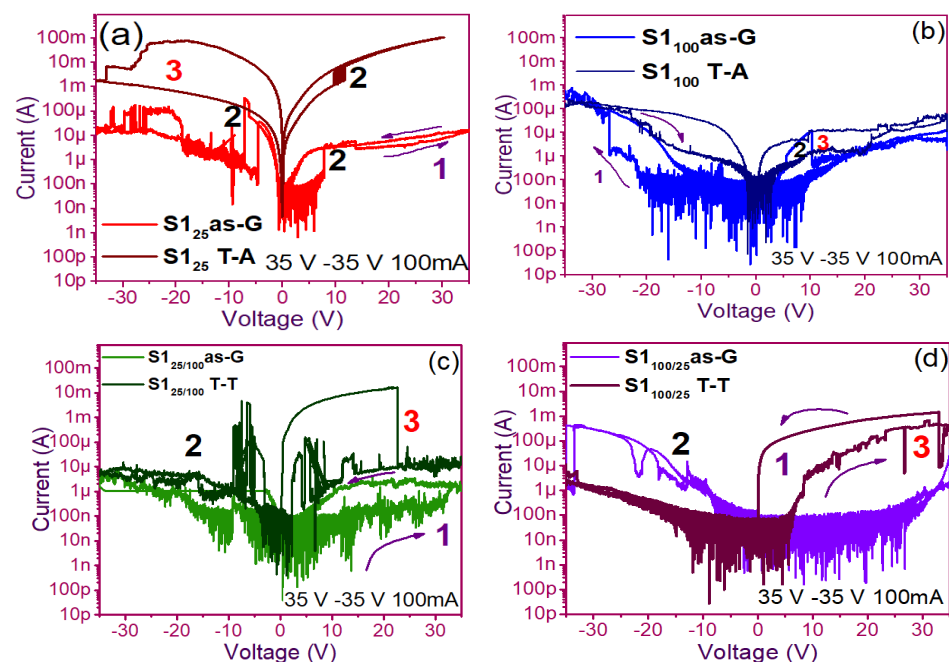 (a)
Current (A)
100m
10m
1m
100µ
10µ
1µ
100n
10n
1n
100p
10p
3
2
2
2
1
S1₂₅as-G
S1₂₅ T-A
35 V -35 V 100mA
-30 -20 -10 0 10 20 30
Voltage (V)
(b)
Current (A)
100m
10m
1m
100µ
10µ
1µ
100n
10n
1n
100p
10p
S1₁₀₀as-G
S1₁₀₀ T-A
1
2
3
35 V -35 V 100mA
-30 -20 -10 0 10 20 30
Voltage (V)
(c)
Current (A)
100m
10m
1m
100µ
10µ
1µ
100n
10n
1n
100p
10p
S1₂₅/₁₀₀as-G
S1₂₅/₁₀₀ T-T
2
3
1
35 V -35 V 100mA
-30 -20 -10 0 10 20 30
Voltage (V)
(d)
Current (A)
100m
10m
1m
100µ
10µ
1µ
100n
10n
1n
100p
10p
S1₁₀₀/₂₅as-G
S1₁₀₀/₂₅ T-T
2
1
3
35 V -35 V 100mA
-30 -20 -10 0 10 20 30
Voltage (V)